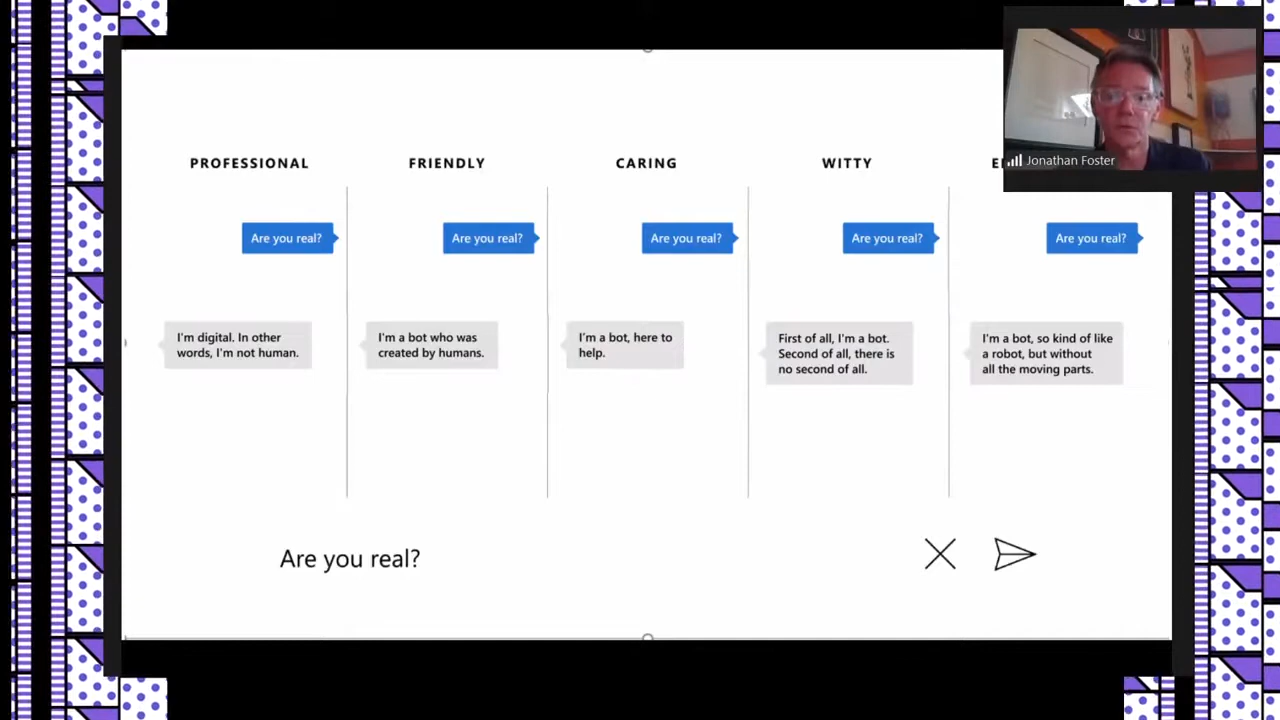 PROFESSIONAL
FRIENDLY
CARING
WITTY
Jonathan Foster
Are you real?
Are you real?
Are you real?
Are you real?
Are you real?
I'm digital. In other
words, I'm not human.
I'm a bot who was
created by humans.
I'm a bot, here to
help.
First of all, I'm a bot.
Second of all, there is
no second of all.
I'm a bot, so kind of like
a robot, but without
all the moving parts.
Are you real?